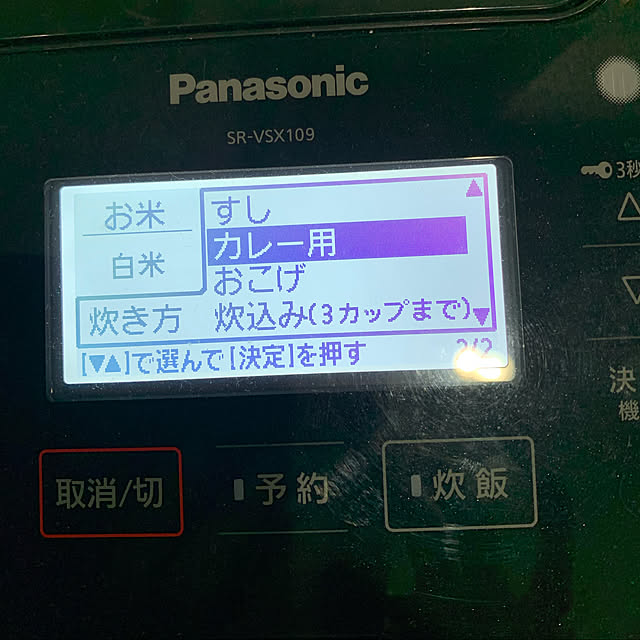 Panasonic
SR-VSX109
3秒
△
お米
すし
▲
カレー用
白米
おこげ
▽
炊き方
炊込み(3カップまで)▼
[▼▲]で選んで[決定]を押す
2/2
決
機
取消/切
予約
炊飯